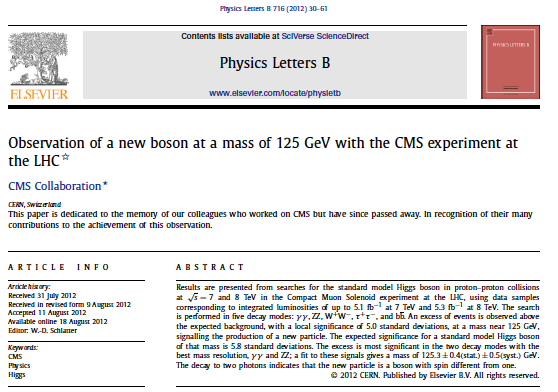 Physics Letters B 716 (2012) 30–61
Contents lists available at SciVerse ScienceDirect
Physics Letters B
www.elsevier.com/locate/physletb
ELSEVIER
PHYSICS LETTERS B
Observation of a new boson at a mass of 125 GeV with the CMS experiment at
the LHC☆
CMS Collaboration*
CERN, Switzerland
This paper is dedicated to the memory of our colleagues who worked on CMS but have since passed away. In recognition of their many
contributions to the achievement of this observation.
ARTICLE INFO
Article history:
Received 31 July 2012
Received in revised form 9 August 2012
Accepted 11 August 2012
Available online 18 August 2012
Editor: W.-D. Schlatter
Keywords:
CMS
Physics
Higgs
ABSTRACT
Results are presented from searches for the standard model Higgs boson in proton–proton collisions
at √s = 7 and 8 TeV in the Compact Muon Solenoid experiment at the LHC, using data samples
corresponding to integrated luminosities of up to 5.1 fb⁻¹ at 7 TeV and 5.3 fb⁻¹ at 8 TeV. The search
is performed in five decay modes: γγ, ZZ, W⁺W⁻, τ⁺τ⁻, and bb̄. An excess of events is observed above
the expected background, with a local significance of 5.0 standard deviations, at a mass near 125 GeV,
signalling the production of a new particle. The expected significance for a standard model Higgs boson
of that mass is 5.8 standard deviations. The excess is most significant in the two decay modes with the
best mass resolution, γγ and ZZ; a fit to these signals gives a mass of 125.3 ± 0.4(stat.) ± 0.5(syst.) GeV.
The decay to two photons indicates that the new particle is a boson with spin different from one.
© 2012 CERN. Published by Elsevier B.V. All rights reserved.